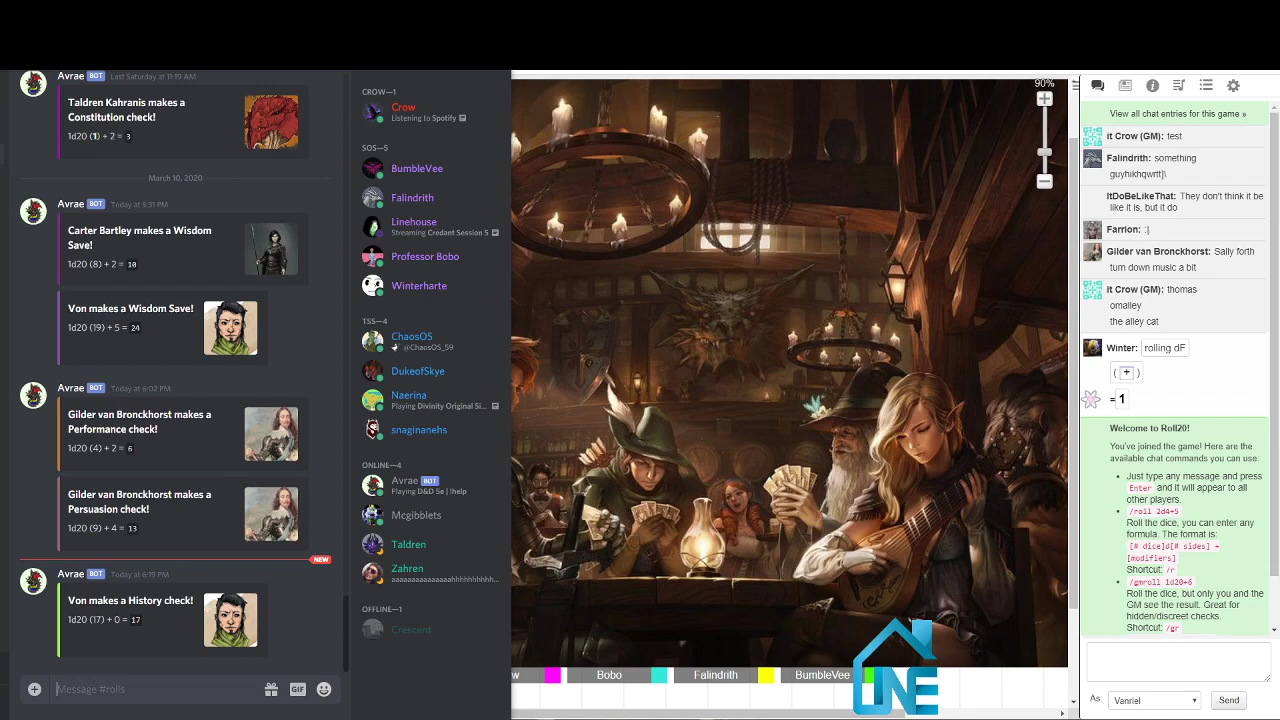 Avrae BOT Last Saturday at 11:19 AM
Taldren Kahranis makes a
Constitution check!
1d20 (1) + 2 = 3
March 10, 2020
Avrae BOT Today at 5:31 PM
Carter Bartley makes a Wisdom
Save!
1d20 (8) + 2 = 10
Von makes a Wisdom Save!
1d20 (19) + 5 = 24
Avrae BOT Today at 6:02 PM
Gilder van Bronckhorst makes a
Performance check!
1d20 (4) + 2 = 6
Gilder van Bronckhorst makes a
Persuasion check!
1d20 (9) + 4 = 13
NEW
Avrae BOT Today at 6:19 PM
Von makes a History check!
1d20 (17) + 0 = 17
Message #rolls
GIF
CROW—1
Crow
Listening to Spotify
SOS—5
BumbleVee
Falindrith
Linehouse
Streaming Credant Session 5
Professor Bobo
Winterharte
TSS—4
ChaosOS
@ChaosOS_59
DukeofSkye
Naerina
Playing Divinity Original Si...
snaginanehs
ONLINE—4
Avrae BOT
Playing D&D 5e | !help
Mcgibblets
Taldren
Zahren
aaaaaaaaaaaaaaahhhhhhhhhh...
OFFLINE—1
Crescent
90%
w
Bobo
Falindrith
BumbleVee
LINE
View all chat entries for this game »
it Crow (GM): test
Falindrith: something
guyhikhqwrtt]\
ItDoBeLikeThat: They don't think it
be like it is, but it do
Farrion: :)
Gilder van Bronckhorst: Sally forth
turn down music a bit
it Crow (GM): thomas
omalley
the alley cat
Winter: rolling dF
( + )
=1
Welcome to Roll20!
You've joined the game! Here are the
available chat commands you can use:
Just type any message and press
Enter and it will appear to all
other players.
/roll 2d4+5
Roll the dice, you can enter any
formula. The format is:
[# dice]d[# sides] +
[modifiers]
Shortcut: /r
/gmroll 1d20+6
Roll the dice, but only you and the
GM see the result. Great for
hidden/discreet checks.
Shortcut: /gr
As: Vanriel Send